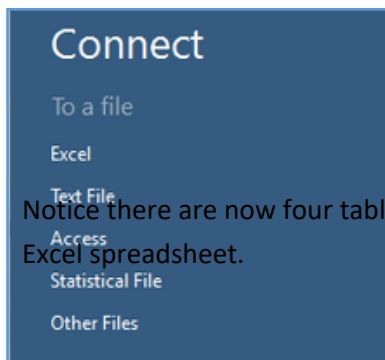 Connect
To a file
Excel
Text File
Notice there are now four tabl
Access
Excel spreadsheet.
Statistical File
Other Files